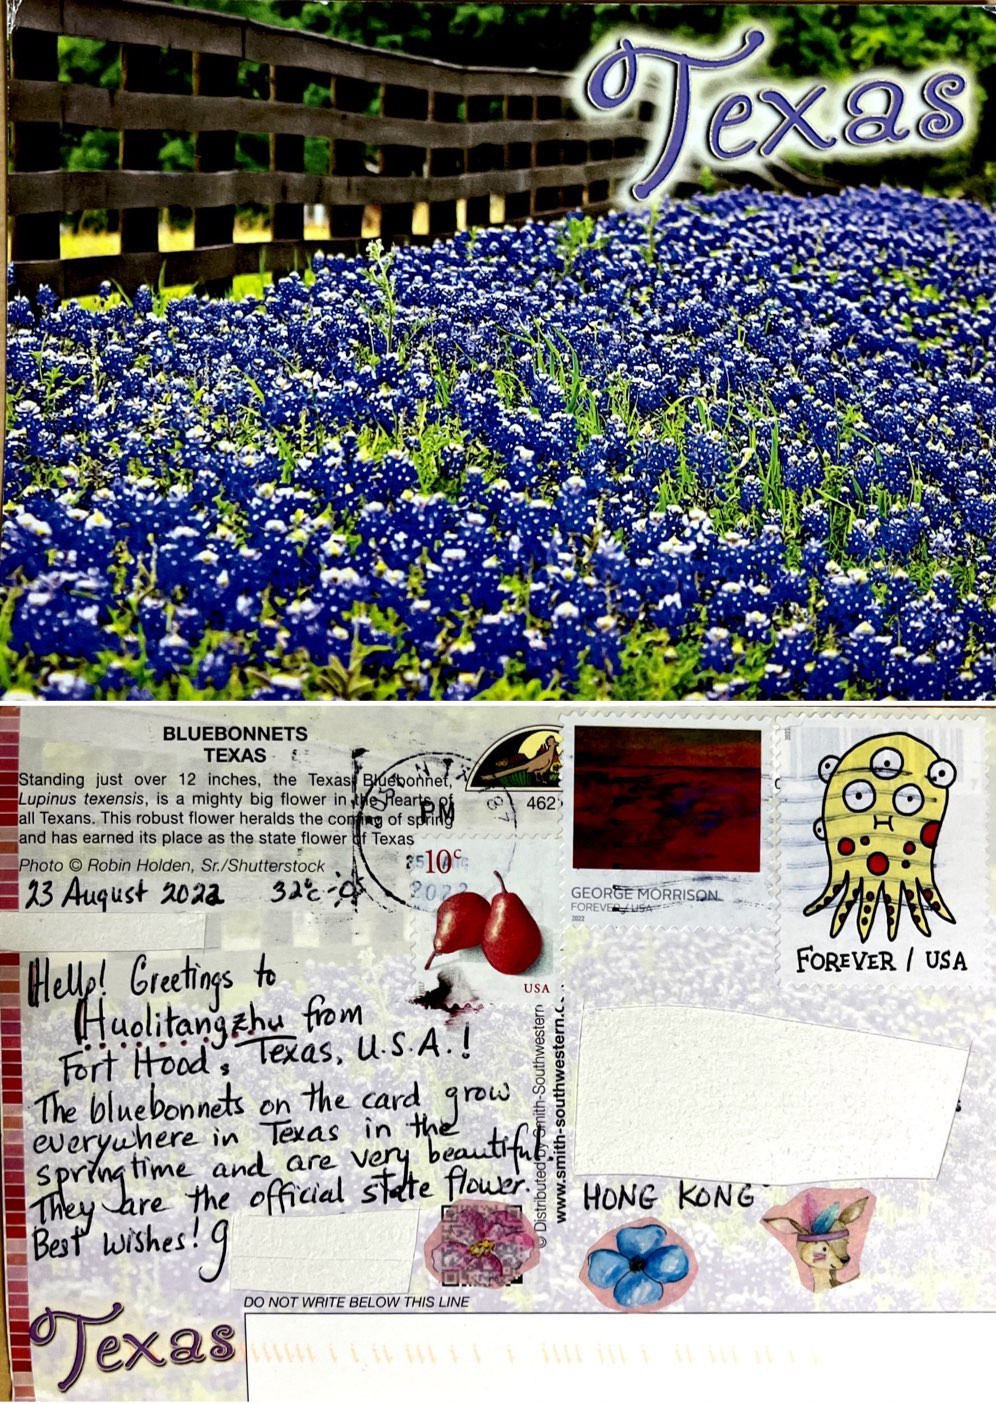 Texas
BLUEBONNETS
TEXAS
Standing just over 12 inches, the Texas Bluebonnet,
Lupinus texensis, is a mighty big flower in the hearts of
all Texans. This robust flower heralds the coming of spring
and has earned its place as the state flower of Texas
Photo © Robin Holden, Sr./Shutterstock
23 August 2022 32°c
Hello! Greetings to
Huolitangzhu from
Fort Hood, Texas, U.S.A.!
The bluebonnets on the card grow
everywhere in Texas in the
springtime and are very beautiful.
They are the official state flower.
Best wishes! g
462
PM
2022
10c
USA
GEORGE MORRISON
FOREVER / USA
2022
FOREVER / USA
© Distributed by Smith-Southwestern
www.smith-southwestern.c
HONG KONG
DO NOT WRITE BELOW THIS LINE
Texas